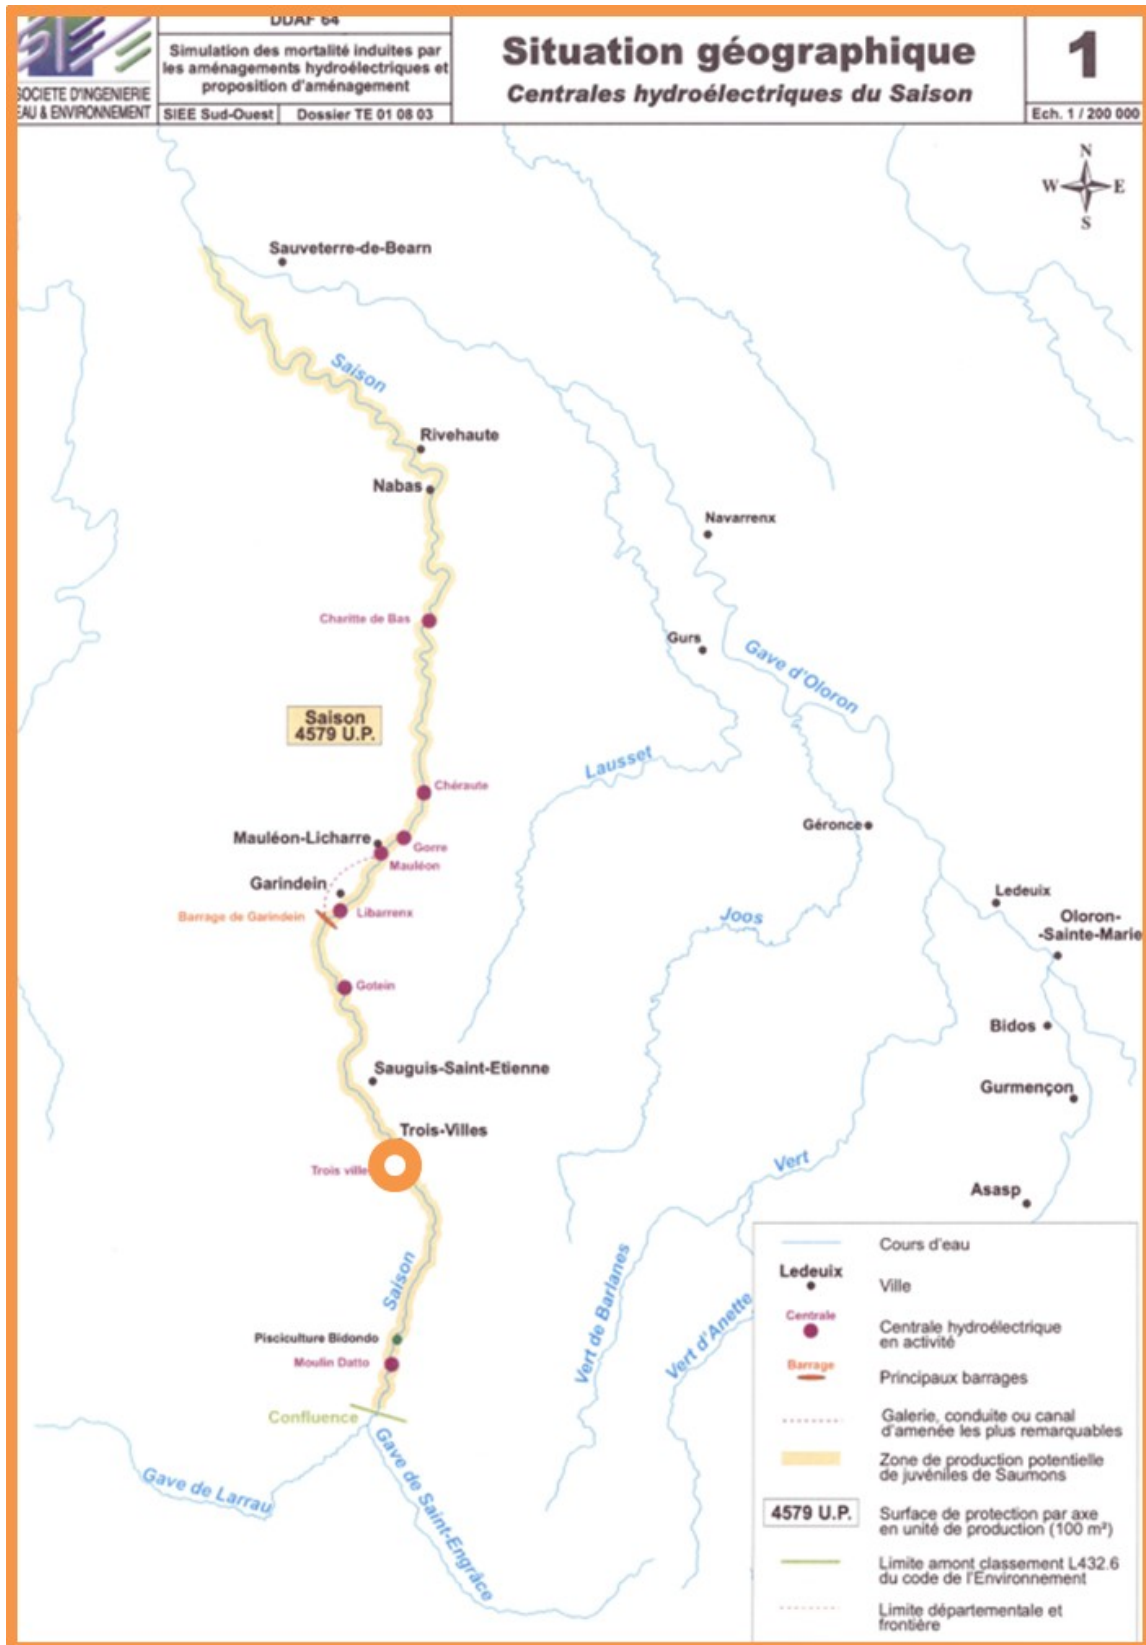 DDAF 64
SOCIETE D'INGENIERIE
EAU & ENVIRONNEMENT
Simulation des mortalité induites par
les aménagements hydroélectriques et
proposition d'aménagement
SIEE Sud-Ouest
Dossier TE 01 08 03
Situation géographique
Centrales hydroélectriques du Saison
1
Ech. 1 / 200 000
N
W
E
S
Sauveterre-de-Bearn
Saison
Rivehaute
Nabas
Navarrenx
Charitte de Bas
Gurs
Gave d'Oloron
Saison
4579 U.P.
Lausset
Chéraute
Géronce
Mauléon-Licharre
Gorre
Mauléon
Garindein
Ledeuix
Barrage de Garindein
Libarrenx
Joos
Oloron-
-Sainte-Marie
Gotein
Bidos
Sauguis-Saint-Etienne
Gurmençon
Trois-Villes
Trois ville
Vert
Asasp
Saison
Vert de Barlanes
Vert d'Anette
Pisciculture Bidondo
Moulin Datto
Confluence
Gave de Larrau
Gave de Saint-Engrâce
Cours d'eau
Ledeuix
Ville
Centrale
Centrale hydroélectrique
en activité
Barrage
Principaux barrages
Galerie, conduite ou canal
d'amenée les plus remarquables
Zone de production potentielle
de juvéniles de Saumons
4579 U.P.
Surface de protection par axe
en unité de production (100 m²)
Limite amont classement L432.6
du code de l'Environnement
Limite départementale et
frontière